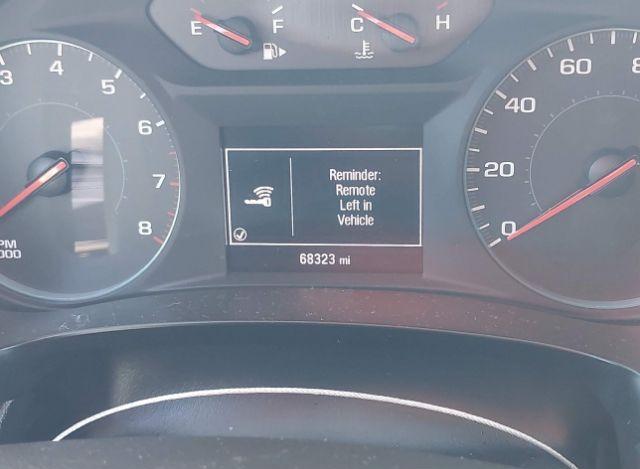 E F
C H
3 4 5 6 7 8
PM
000
0 20 40 60 8
Reminder:
Remote
Left in
Vehicle
68323 mi